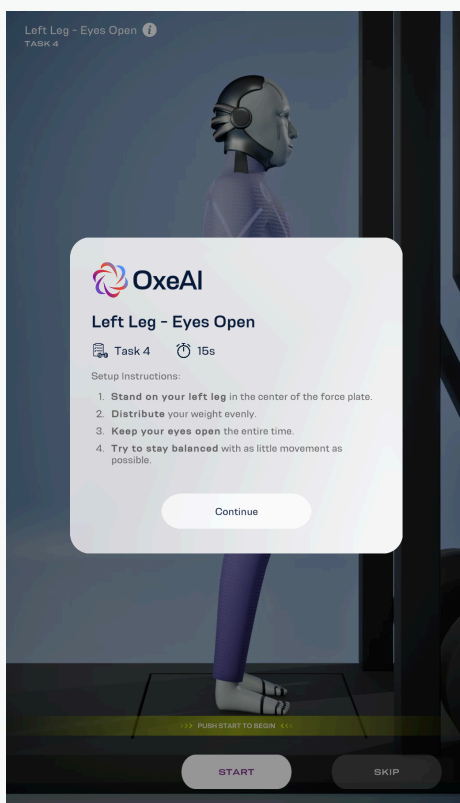 Left Leg - Eyes Open i
TASK 4
OxeAI
Left Leg - Eyes Open
Task 4 15s
Setup Instructions:
1. Stand on your left leg in the center of the force plate.
2. Distribute your weight evenly.
3. Keep your eyes open the entire time.
4. Try to stay balanced with as little movement as
possible.
Continue
>>> PUSH START TO BEGIN <<<
START SKIP